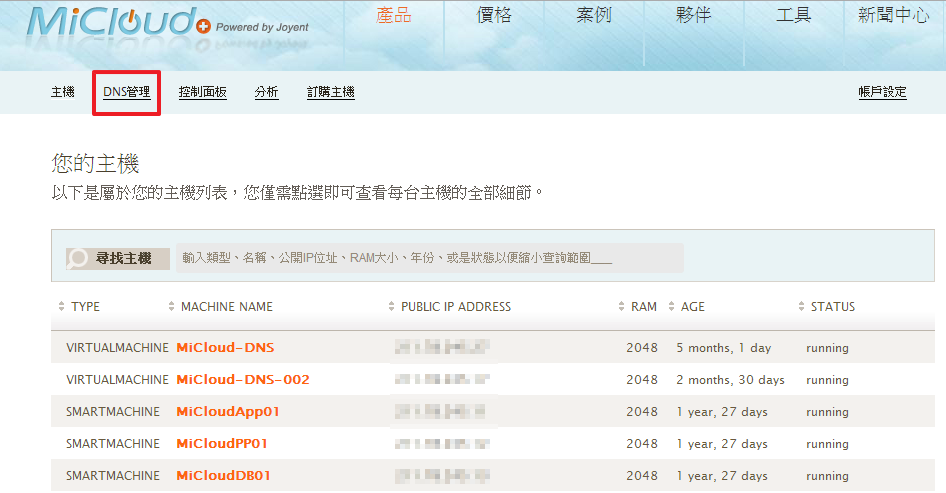 MiCloud Powered by Joyent 產品 價格 案例 夥伴 工具 新聞中心
主機 DNS管理 控制面板 分析 訂購主機 帳戶設定
您的主機
以下是屬於您的主機列表，您僅需點選即可查看每台主機的全部細節。
尋找主機 輸入類型、名稱、公開IP位址、RAM大小、年份、或是狀態以便縮小查詢範圍___
TYPE MACHINE NAME PUBLIC IP ADDRESS RAM AGE STATUS
VIRTUALMACHINE MiCloud-DNS 2048 5 months, 1 day running
VIRTUALMACHINE MiCloud-DNS-002 2048 2 months, 30 days running
SMARTMACHINE MiCloudApp01 2048 1 year, 27 days running
SMARTMACHINE MiCloudPP01 2048 1 year, 27 days running
SMARTMACHINE MiCloudDB01 2048 1 year, 27 days running